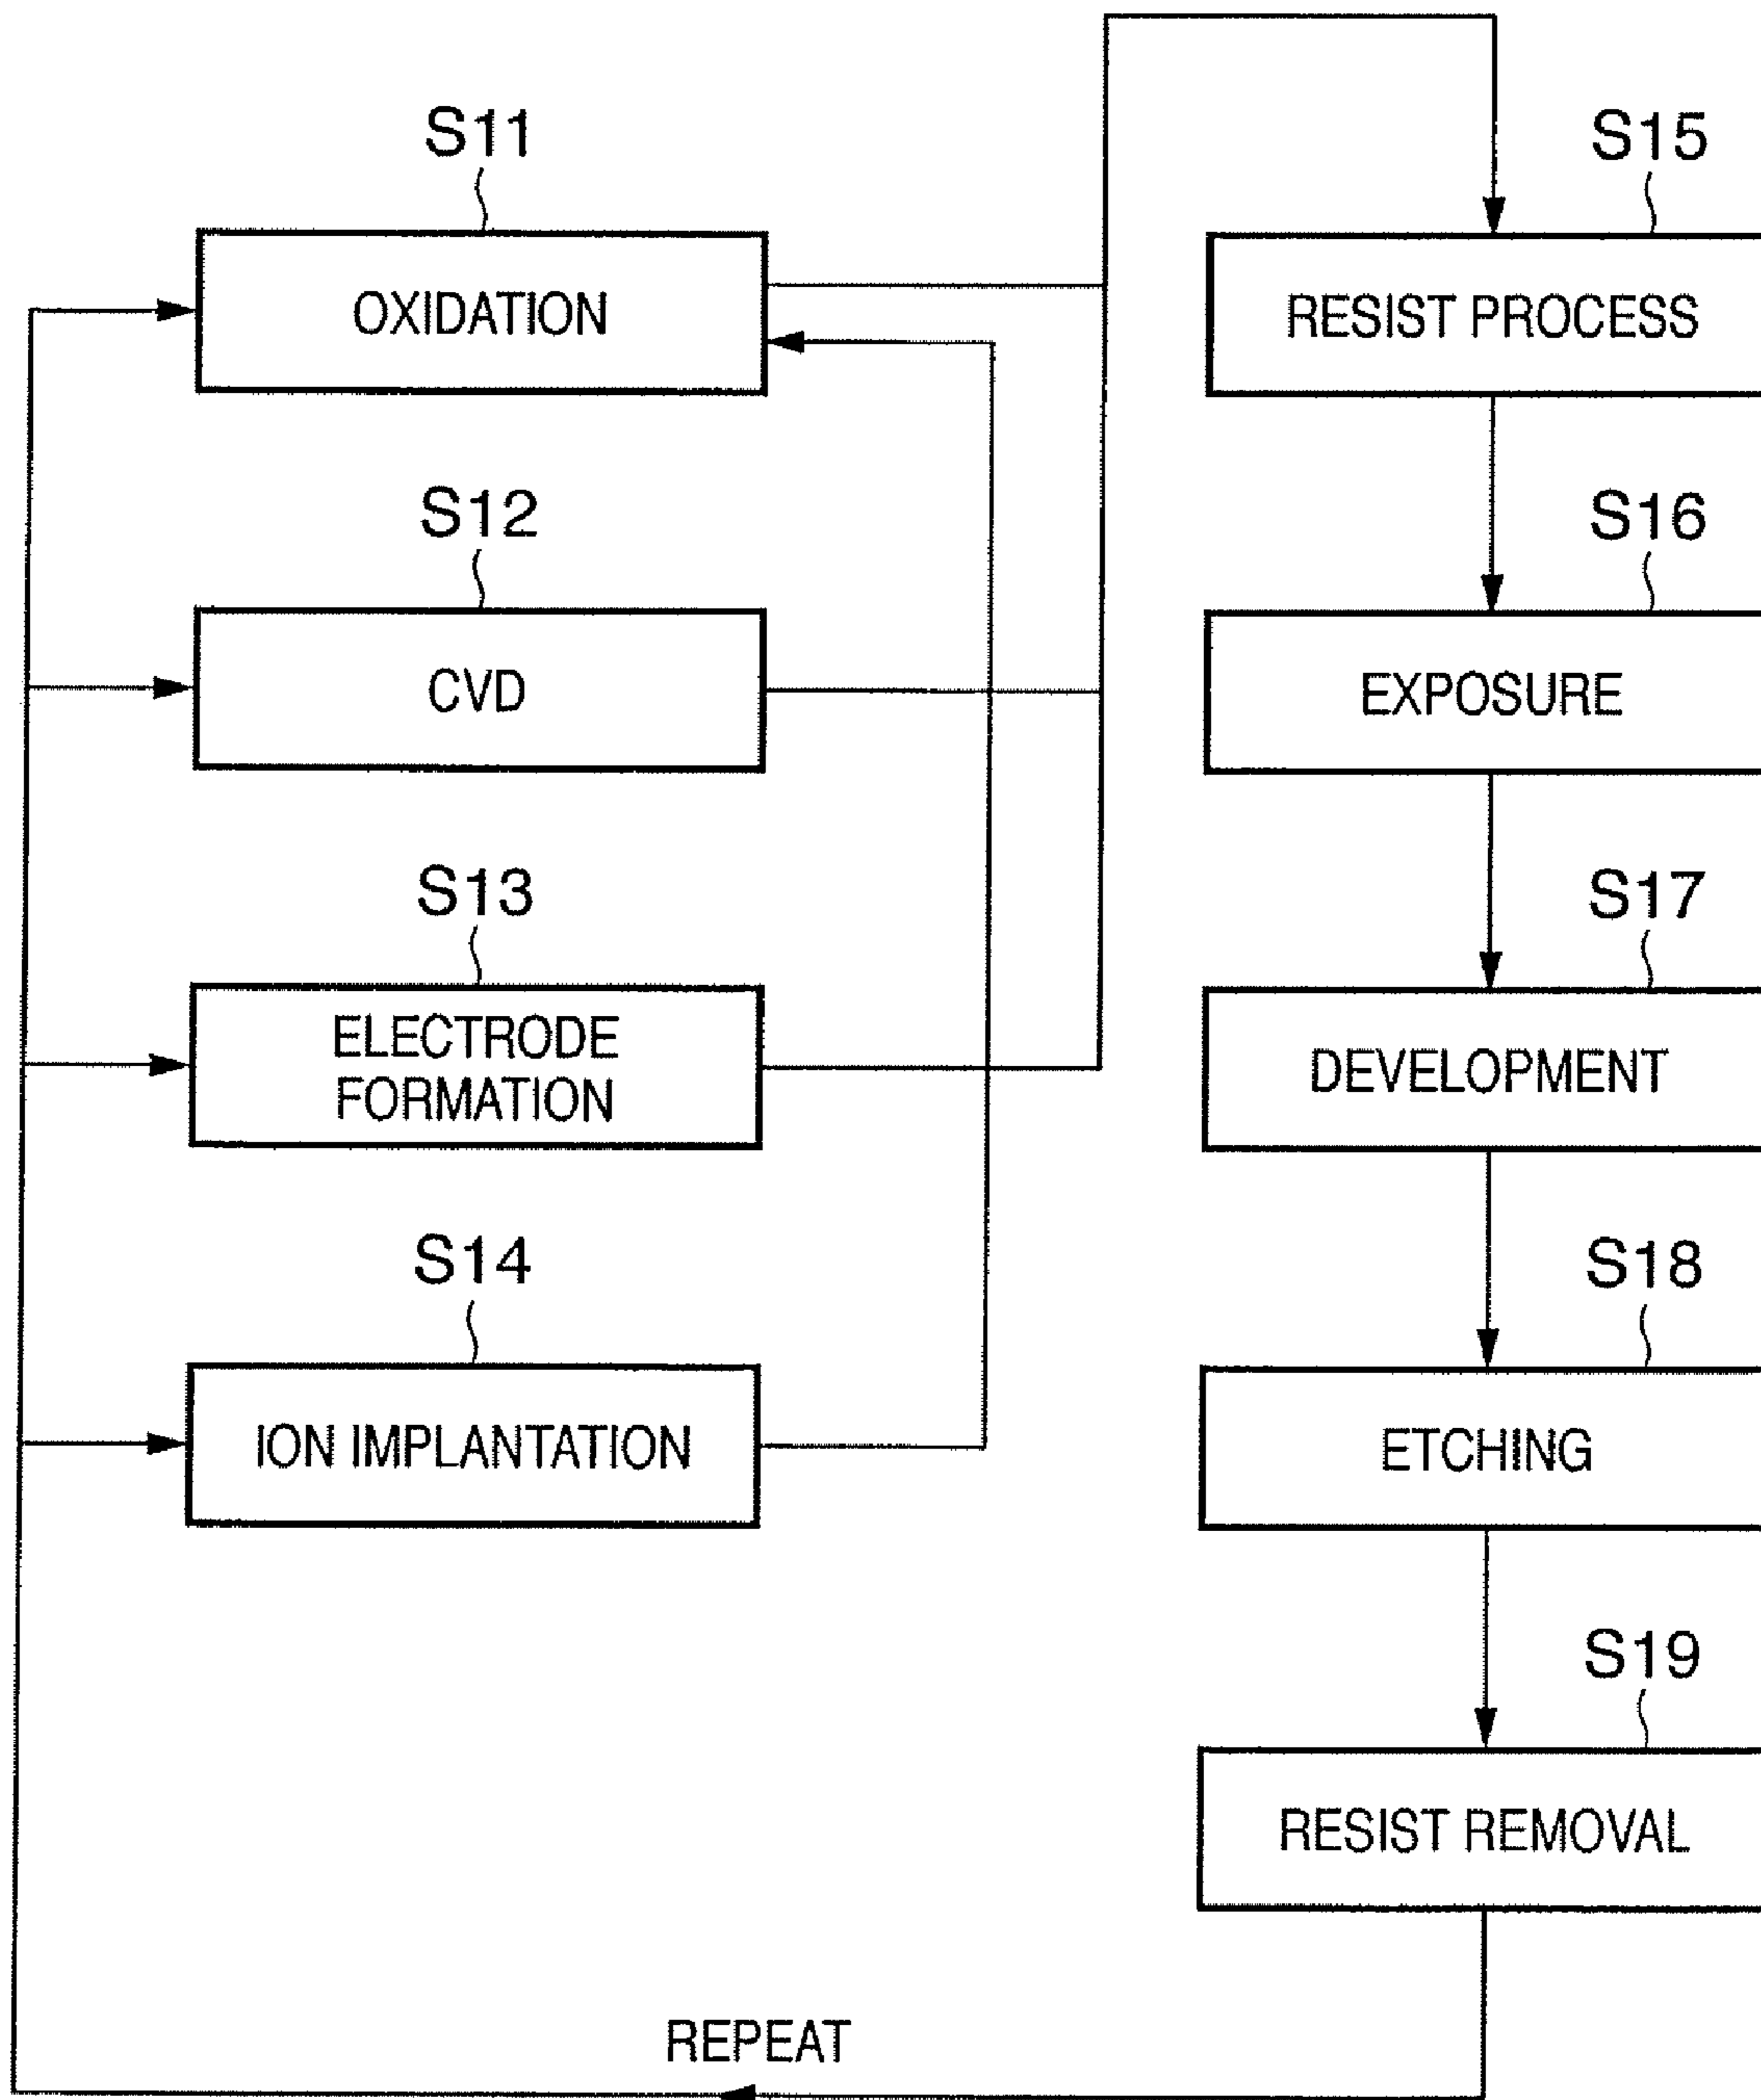 S11
OXIDATION
S12
CVD
S13
ELECTRODE
FORMATION
S14
ION IMPLANTATION
S15
RESIST PROCESS
S16
EXPOSURE
S17
DEVELOPMENT
S18
ETCHING
S19
RESIST REMOVAL
REPEAT